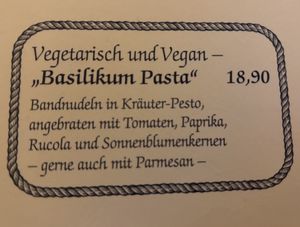 Vegetarisch und Vegan –
„Basilikum Pasta“ 18,90
Bandnudeln in Kräuter-Pesto,
angebraten mit Tomaten, Paprika,
Rucola und Sonnenblumenkernen
– gerne auch mit Parmesan –